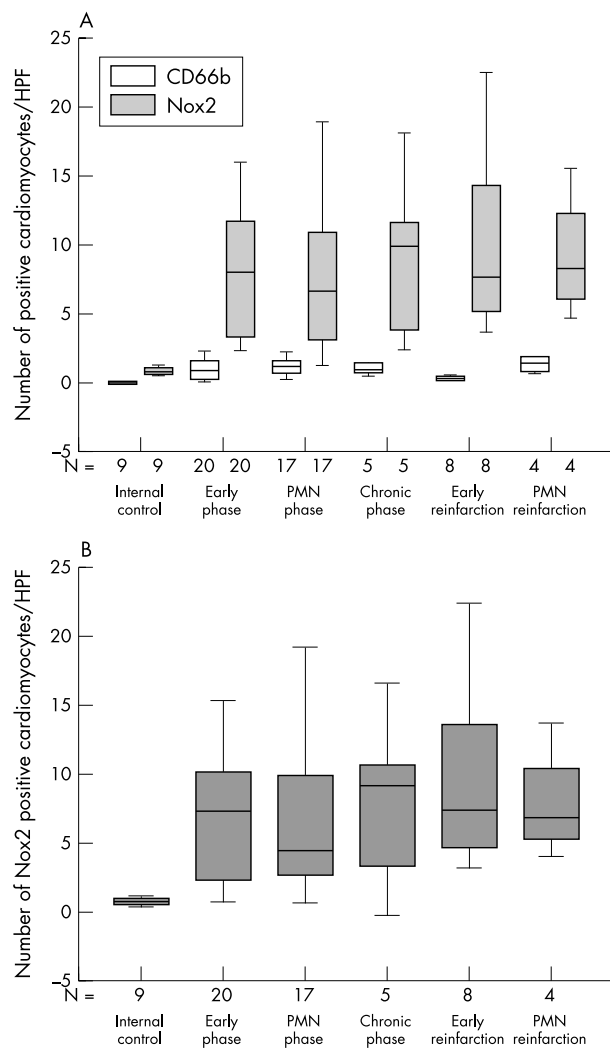 A
25
20
15
10
5
0
–5
Number of positive cardiomyocytes/HPF
CD66b
Nox2
N = 9 9 20 20 17 17 5 5 8 8 4 4
Internal control
Early phase
PMN phase
Chronic phase
Early reinfarction
PMN reinfarction
B
25
20
15
10
5
0
–5
Number of Nox2 positive cardiomyocytes/HPF
N = 9 20 17 5 8 4
Internal control
Early phase
PMN phase
Chronic phase
Early reinfarction
PMN reinfarction